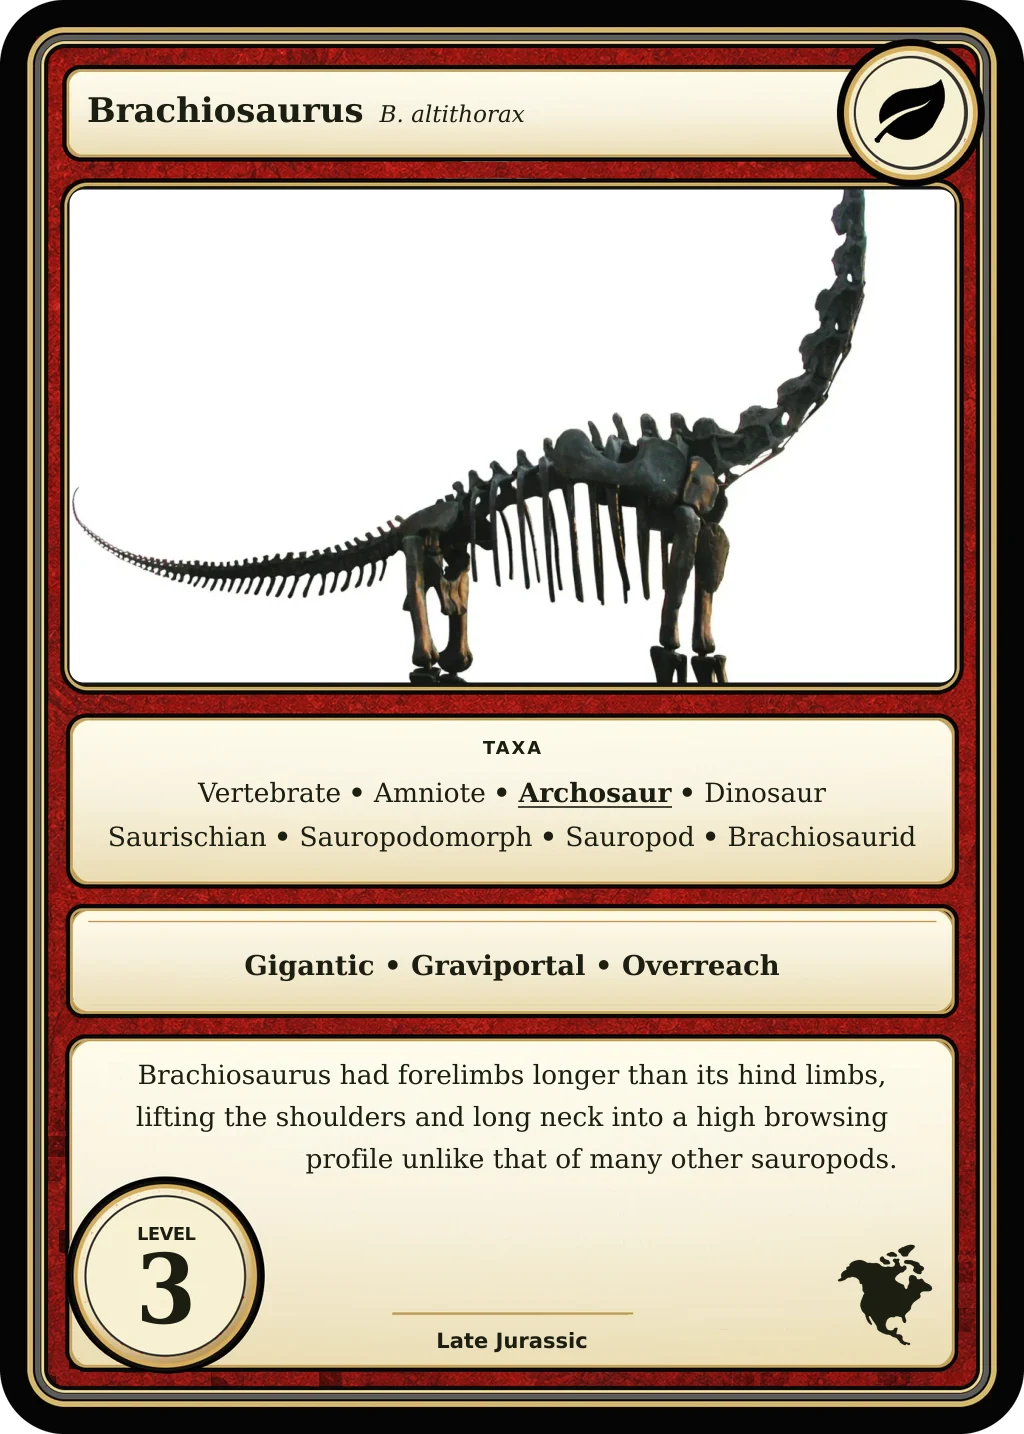 Brachiosaurus B. altithorax
TAXA
Vertebrate • Amniote • Archosaur • Dinosaur
Saurischian • Sauropodomorph • Sauropod • Brachiosaurid
Gigantic • Graviportal • Overreach
Brachiosaurus had forelimbs longer than its hind limbs,
lifting the shoulders and long neck into a high browsing
profile unlike that of many other sauropods.
LEVEL
3
Late Jurassic